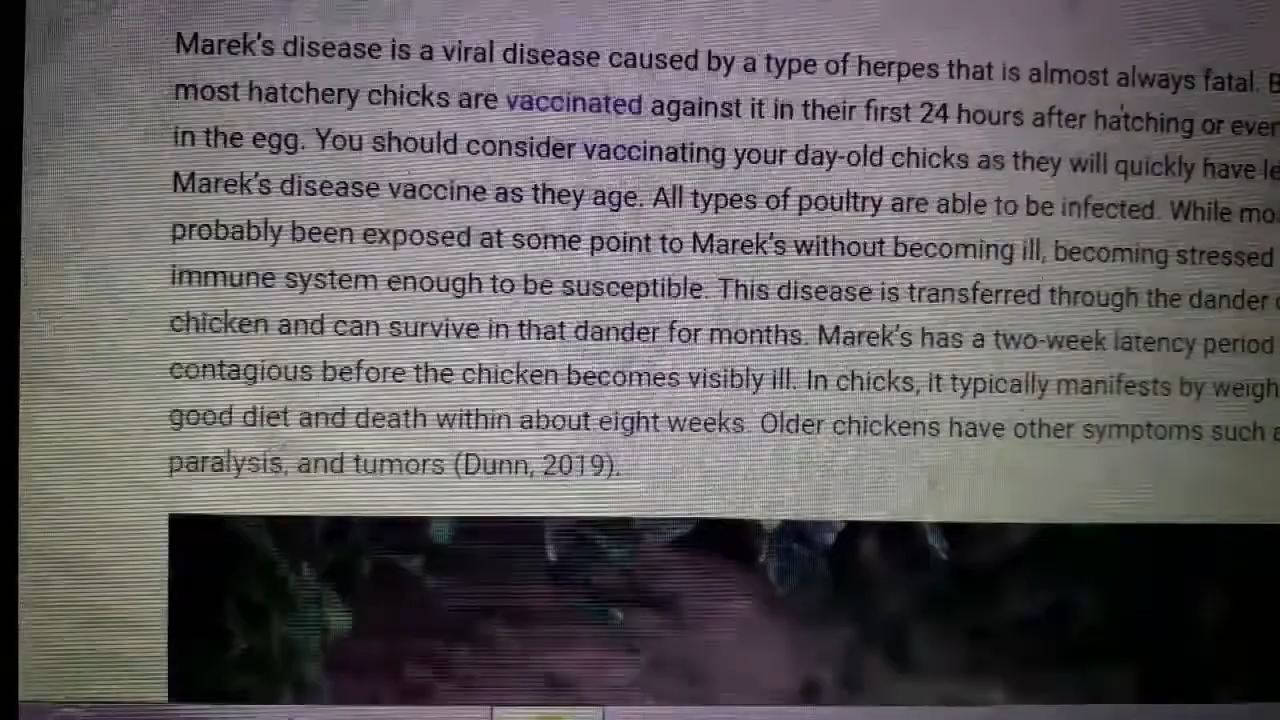 Marek's disease is a viral disease caused by a type of herpes that is almost always fatal.
most hatchery chicks are vaccinated against it in their first 24 hours after hatching or
in the egg. You should consider vaccinating your day-old chicks as they will quickly have
Marek's disease vaccine as they age. All types of poultry are able to be infected. While
probably been exposed at some point to Marek's without becoming ill, becoming stressed
immune system enough to be susceptible. This disease is transferred through the dander
chicken and can survive in that dander for months. Marek's has a two-week latency period
contagious before the chicken becomes visibly ill. In chicks, it typically manifests by
good diet and death within about eight weeks. Older chickens have other symptoms such
paralysis, and tumors (Dunn, 2019).